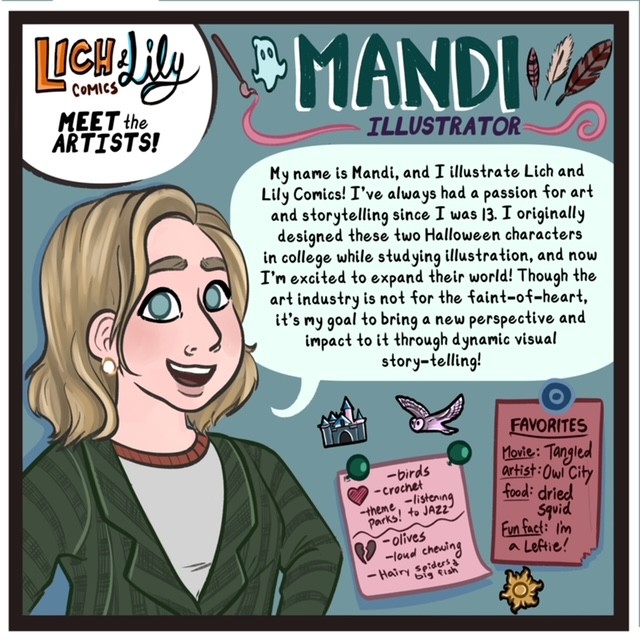 LICH & Lily
COMICS
MEET the
ARTISTS!
MANDI
ILLUSTRATOR
My name is Mandi, and I illustrate Lich and
Lily Comics! I've always had a passion for art
and storytelling since I was 13. I originally
designed these two Halloween characters
in college while studying illustration, and now
I'm excited to expand their world! Though the
art industry is not for the faint-of-heart,
it's my goal to bring a new perspective and
impact to it through dynamic visual
story-telling!
-birds
-crochet
-theme parks!
-listening to JAZZ
-olives
-loud chewing
-Hairy spiders &
big fish
FAVORITES
Movie: Tangled
artist: Owl City
food: dried
squid
Fun fact: I'm
a Leftie!